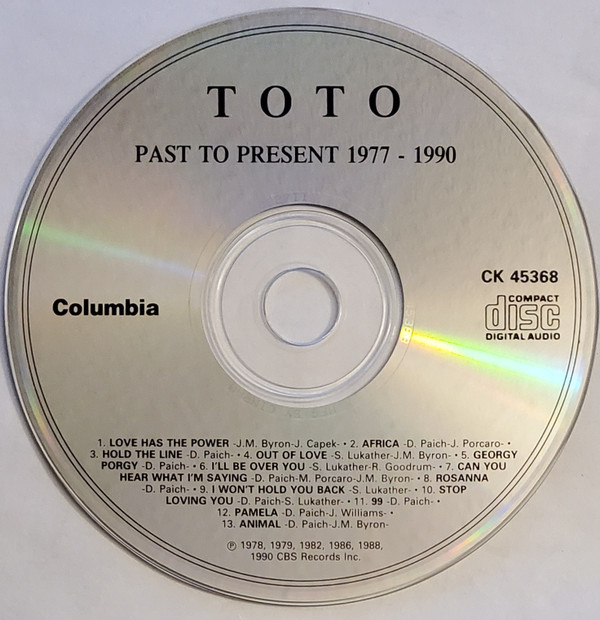 TOTO
PAST TO PRESENT 1977 - 1990
CK 45368
Columbia
COMPACT
disc
DIGITAL AUDIO
1. LOVE HAS THE POWER -J.M. Byron-J. Capek- • 2. AFRICA -D. Paich-J. Porcaro- •
3. HOLD THE LINE -D. Paich- • 4. OUT OF LOVE -S. Lukather-J.M. Byron- • 5. GEORGY
PORGY -D. Paich- • 6. I'LL BE OVER YOU -S. Lukather-R. Goodrum- • 7. CAN YOU
HEAR WHAT I'M SAYING -D. Paich-M. Porcaro-J.M. Byron- • 8. ROSANNA
-D. Paich- • 9. I WON'T HOLD YOU BACK -S. Lukather- • 10. STOP
LOVING YOU -D. Paich-S. Lukather- • 11. 99 -D. Paich- •
12. PAMELA -D. Paich-J. Williams- •
13. ANIMAL -D. Paich-J.M. Byron-
℗ 1978, 1979, 1982, 1986, 1988,
1990 CBS Records Inc.